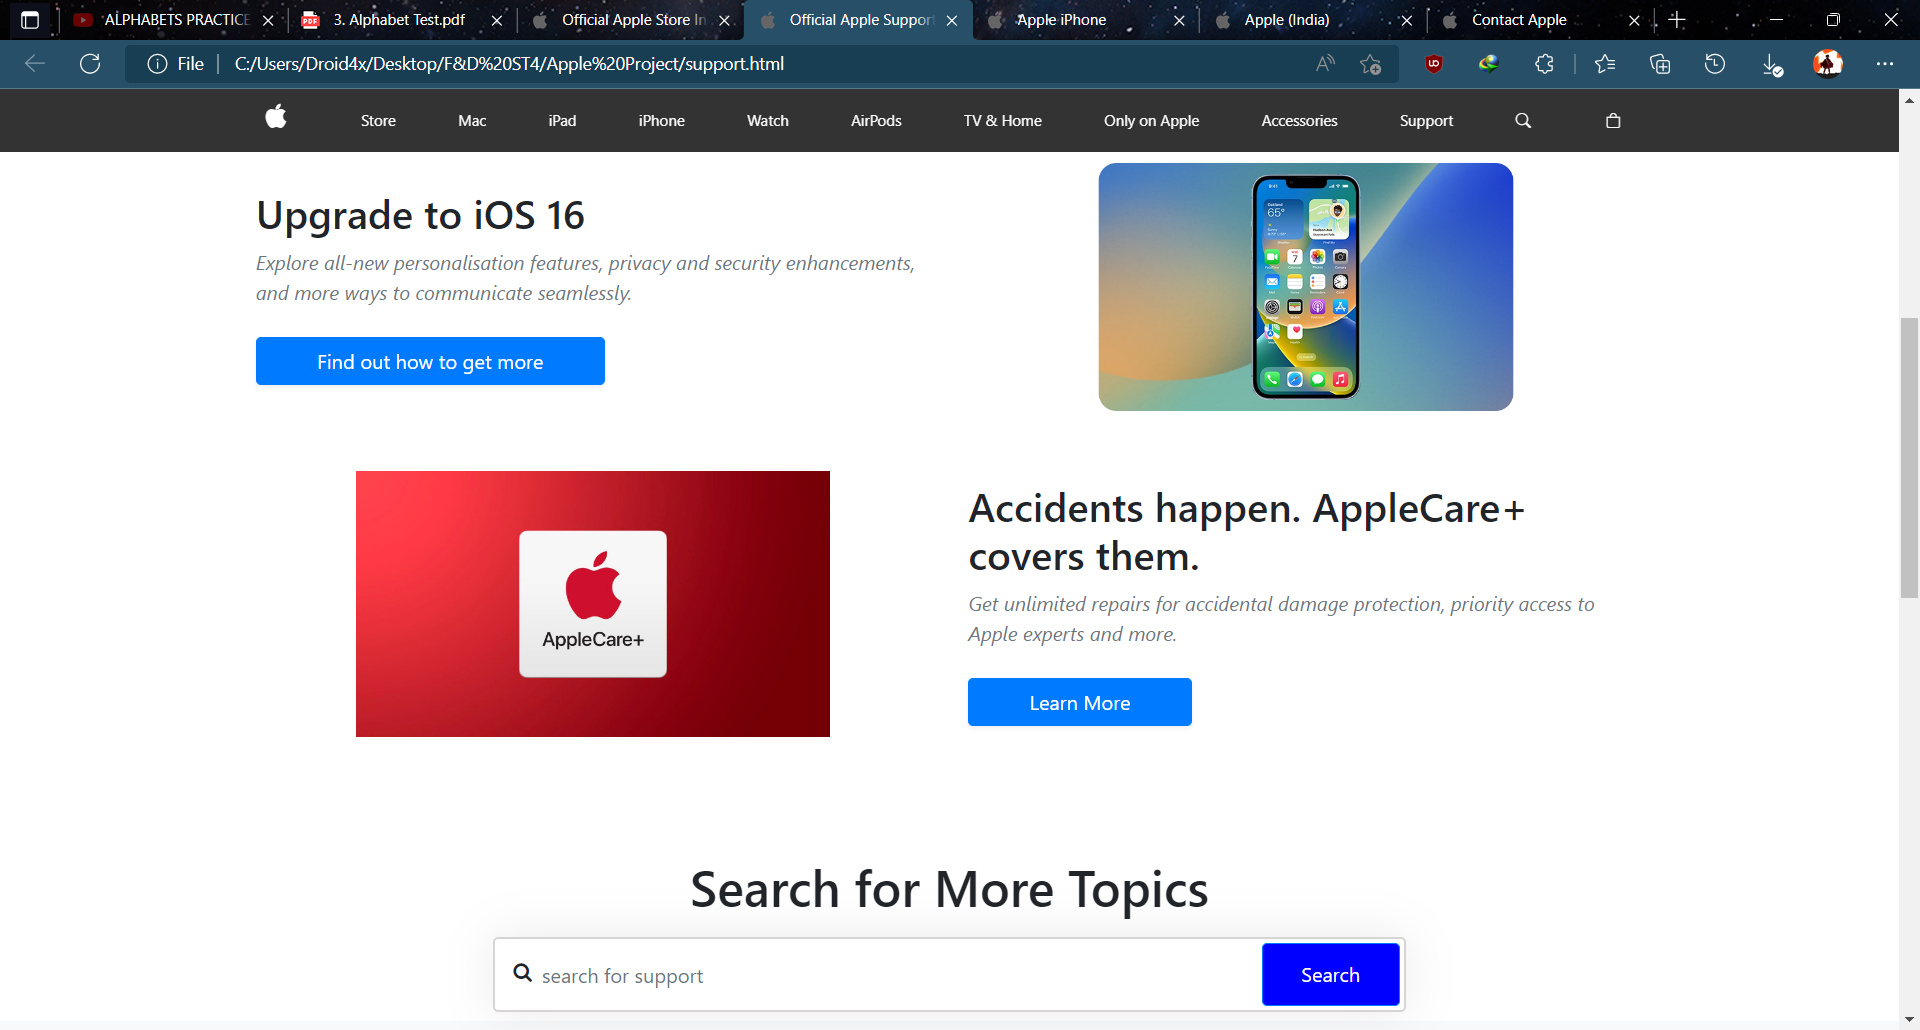 ALPHABETS PRACTICE
3. Alphabet Test.pdf
Official Apple Store In
Official Apple Suppor
Apple iPhone
Apple (India)
Contact Apple
File
C:/Users/Droid4x/Desktop/F&D%20ST4/Apple%20Project/support.html
Store
Mac
iPad
iPhone
Watch
AirPods
TV & Home
Only on Apple
Accessories
Support
Upgrade to iOS 16
Explore all-new personalisation features, privacy and security enhancements,
and more ways to communicate seamlessly.
Find out how to get more
9:41
65°
7
AppleCare+
Accidents happen. AppleCare+
covers them.
Get unlimited repairs for accidental damage protection, priority access to
Apple experts and more.
Learn More
Search for More Topics
search for support
Search